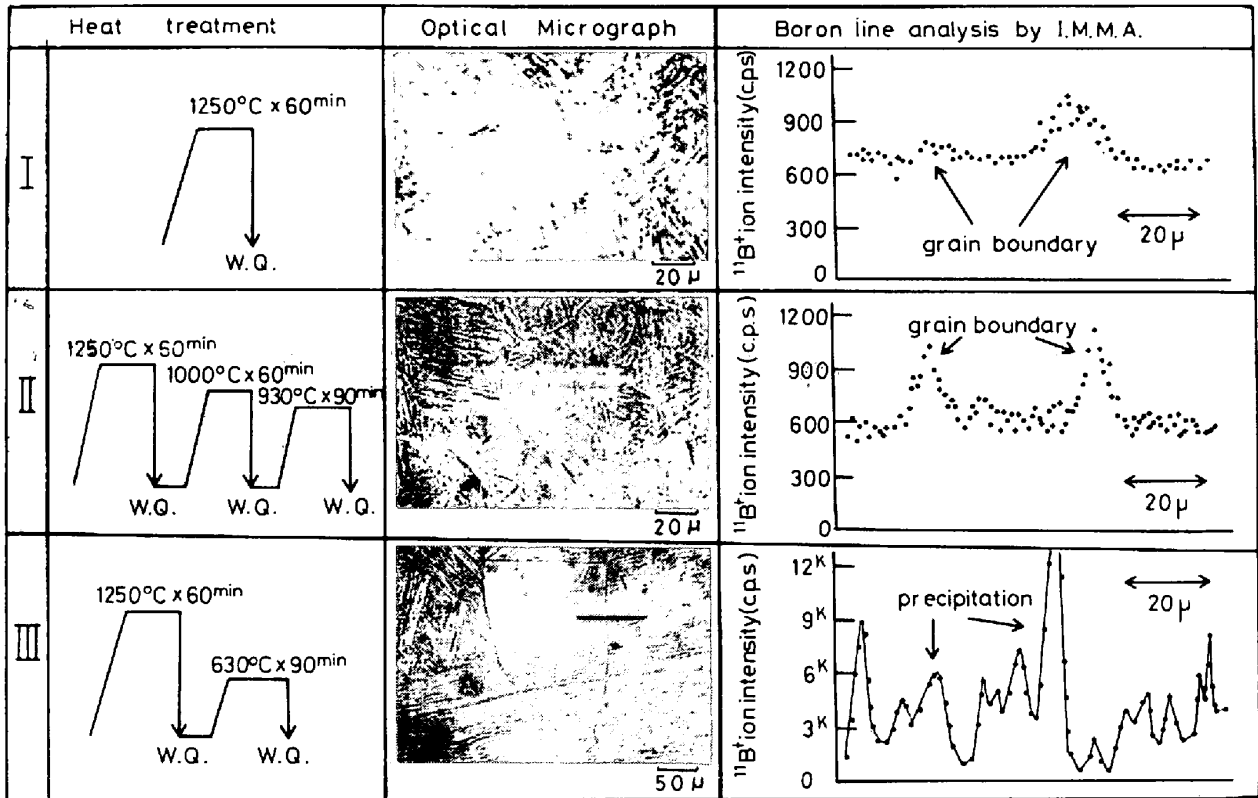 Heat treatment
Optical Micrograph
Boron line analysis by I.M.M.A.
I
1250°C x 60min
W.Q.
20 μ
11B+ ion intensity (c.p.s)
1200
900
600
300
0
grain boundary
20 μ
II
1250°C x 60min
1000°C x 60min
930°C x 90min
W.Q.
W.Q.
W.Q.
20 μ
11B+ ion intensity (c.p.s)
1200
900
600
300
0
grain boundary
20 μ
III
1250°C x 60min
630°C x 90min
W.Q.
W.Q.
50 μ
11B+ ion intensity (c.p.s)
12K
9K
6K
3K
0
precipitation
20 μ